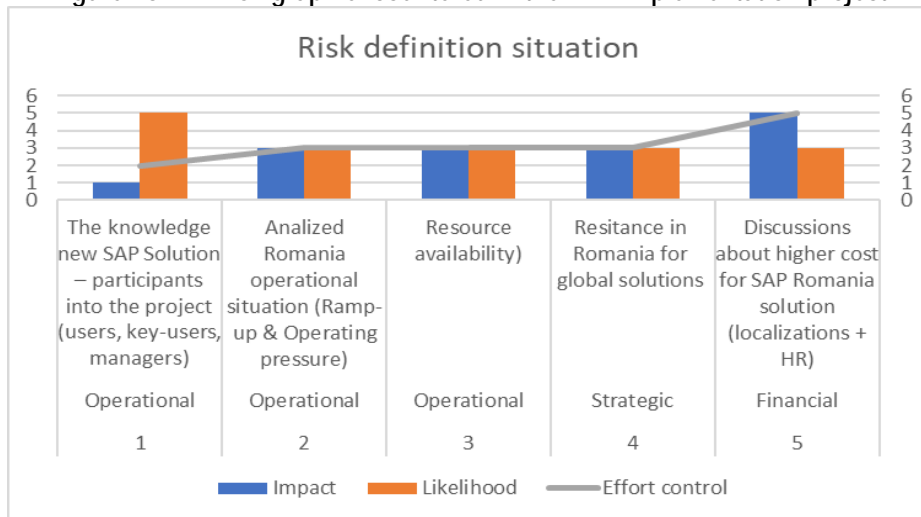 Risk definition situation
6 6
5 5
4 4
3 3
2 2
1 1
0 0
The knowledge
new SAP Solution
– participants
into the project
(users, key-users,
managers)
Analized
Romania
operational
situation (Ramp-
up & Operating
pressure)
Resource
availability)
Resitance in
Romania for
global solutions
Discussions
about higher cost
for SAP Romania
solution
(localizations +
HR)
Operational Operational Operational Strategic Financial
1 2 3 4 5
Impact Likelihood Effort control